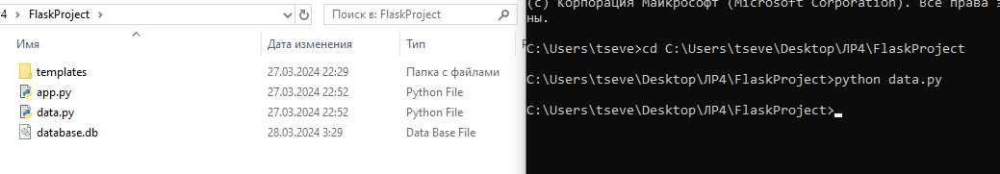 4 › FlaskProject
Поиск в: FlaskProject
Имя
Дата изменения
Тип
templates
27.03.2024 22:29
Папка с файлами
app.py
27.03.2024 22:52
Python File
data.py
27.03.2024 22:52
Python File
database.db
28.03.2024 3:29
Data Base File
(c) Корпорация Майкрософт (Microsoft Corporation). Все права з
ны.
C:\Users\tseve>cd C:\Users\tseve\Desktop\ЛР4\FlaskProject
C:\Users\tseve\Desktop\ЛР4\FlaskProject>python data.py
C:\Users\tseve\Desktop\ЛР4\FlaskProject>